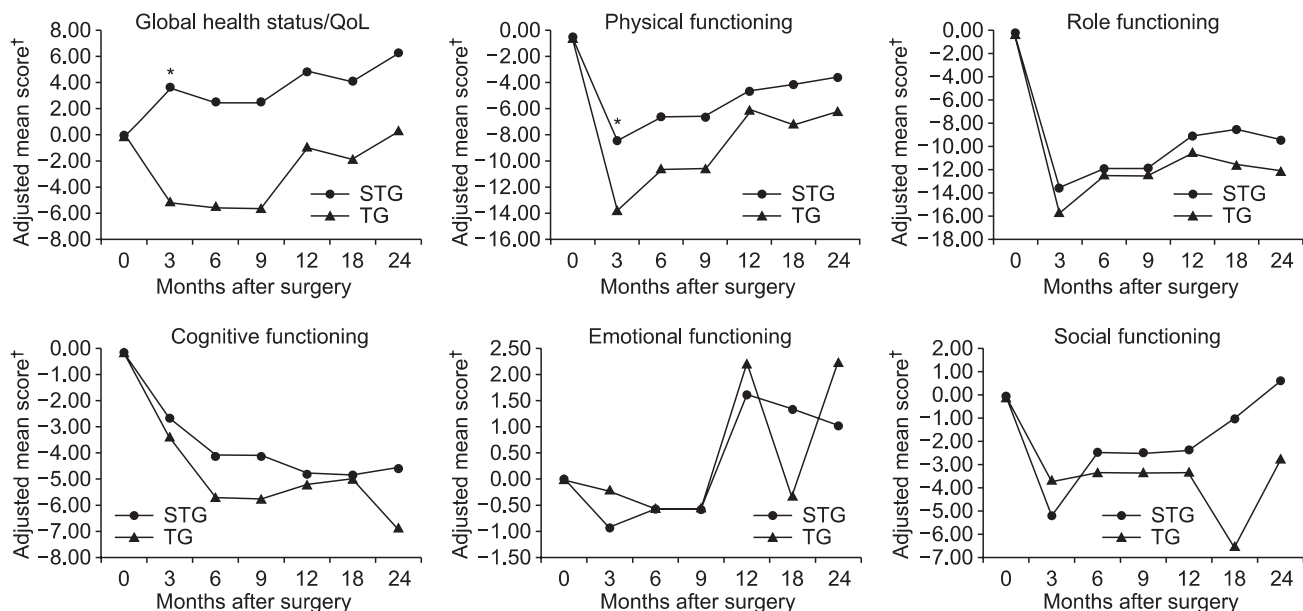 Global health status/QoL
Adjusted mean score†
8.00
6.00
4.00
2.00
0.00
−2.00
−4.00
−6.00
−8.00
*
STG
TG
0 3 6 9 12 18 24
Months after surgery
Physical functioning
Adjusted mean score†
0.00
−2.00
−4.00
−6.00
−8.00
−10.00
−12.00
−14.00
−16.00
*
STG
TG
0 3 6 9 12 18 24
Months after surgery
Role functioning
Adjusted mean score†
0.00
−2.00
−4.00
−6.00
−8.00
−10.00
−12.00
−14.00
−16.00
−18.00
STG
TG
0 3 6 9 12 18 24
Months after surgery
Cognitive functioning
Adjusted mean score†
0.00
−1.00
−2.00
−3.00
−4.00
−5.00
−6.00
−7.00
−8.00
STG
TG
0 3 6 9 12 18 24
Months after surgery
Emotional functioning
Adjusted mean score†
2.50
2.00
1.50
1.00
0.50
0.00
−0.50
−1.00
−1.50
STG
TG
0 3 6 9 12 18 24
Months after surgery
Social functioning
Adjusted mean score†
2.00
1.00
0.00
−1.00
−2.00
−3.00
−4.00
−5.00
−6.00
−7.00
STG
TG
0 3 6 9 12 18 24
Months after surgery